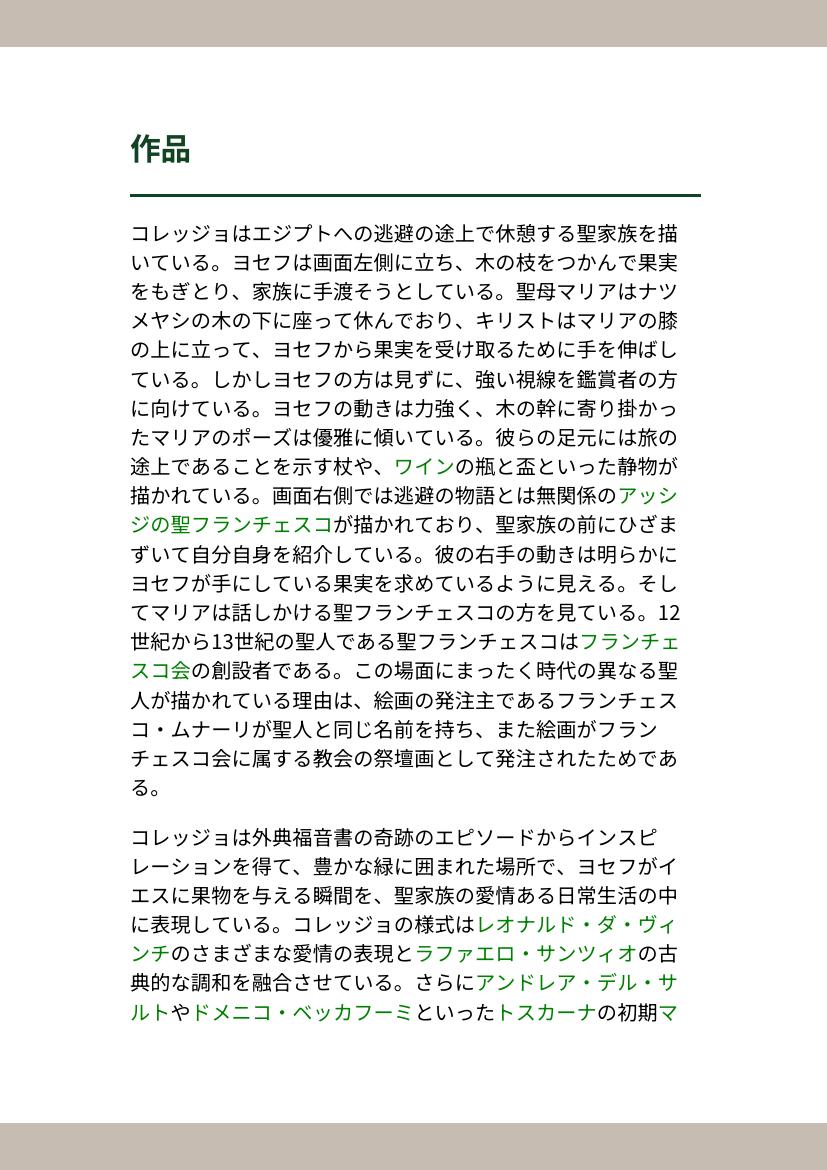 作品
コレッジョはエジプトへの逃避の途上で休憩する聖家族を描
いている。ヨセフは画面左側に立ち、木の枝をつかんで果実
をもぎとり、家族に手渡そうとしている。聖母マリアはナツ
メヤシの木の下に座って休んでおり、キリストはマリアの膝
の上に立って、ヨセフから果実を受け取るために手を伸ばし
ている。しかしヨセフの方は見ずに、強い視線を鑑賞者の方
に向けている。ヨセフの動きは力強く、木の幹に寄り掛かっ
たマリアのポーズは優雅に傾いている。彼らの足元には旅の
途上であることを示す杖や、ワインの瓶と盃といった静物が
描かれている。画面右側では逃避の物語とは無関係のアッシ
ジの聖フランチェスコが描かれており、聖家族の前にひざま
ずいて自分自身を紹介している。彼の右手の動きは明らかに
ヨセフが手にしている果実を求めているように見える。そし
てマリアは話しかける聖フランチェスコの方を見ている。12
世紀から13世紀の聖人である聖フランチェスコはフランチェ
スコ会の創設者である。この場面にまったく時代の異なる聖
人が描かれている理由は、絵画の発注主であるフランチェス
コ・ムナーリが聖人と同じ名前を持ち、また絵画がフラン
チェスコ会に属する教会の祭壇画として発注されたためであ
る。
コレッジョは外典福音書の奇跡のエピソードからインスピ
レーションを得て、豊かな緑に囲まれた場所で、ヨセフがイ
エスに果物を与える瞬間を、聖家族の愛情ある日常生活の中
に表現している。コレッジョの様式はレオナルド・ダ・ヴィ
ンチのさまざまな愛情の表現とラファエロ・サンツィオの古
典的な調和を融合させている。さらにアンドレア・デル・サ
ルトやドメニコ・ベッカフーミといったトスカーナの初期マ